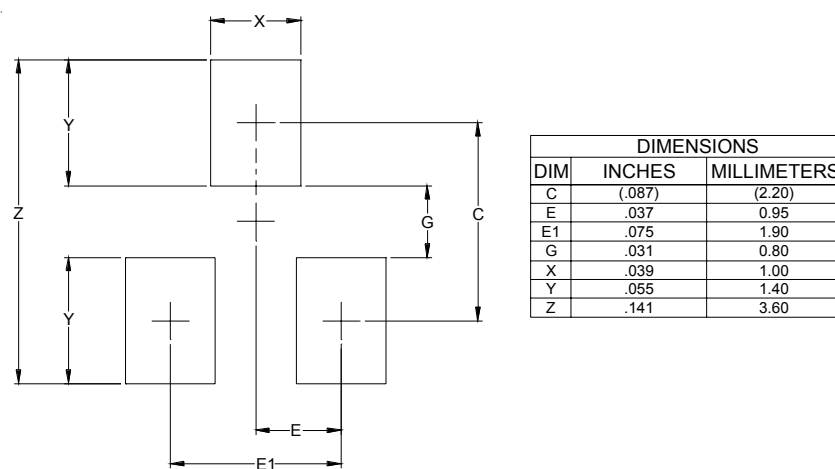 X
Y
Z
G
C
Y
E
E1
DIMENSIONS
DIM INCHES MILLIMETERS
C (.087) (2.20)
E .037 0.95
E1 .075 1.90
G .031 0.80
X .039 1.00
Y .055 1.40
Z .141 3.60